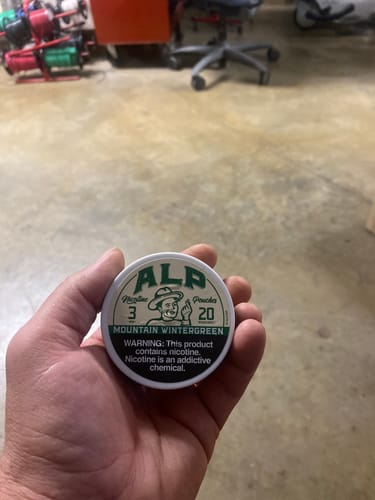 ALP
Nicotine Pouches
3 20
MOUNTAIN WINTERGREEN
WARNING: This product
contains nicotine.
Nicotine is an addictive
chemical.